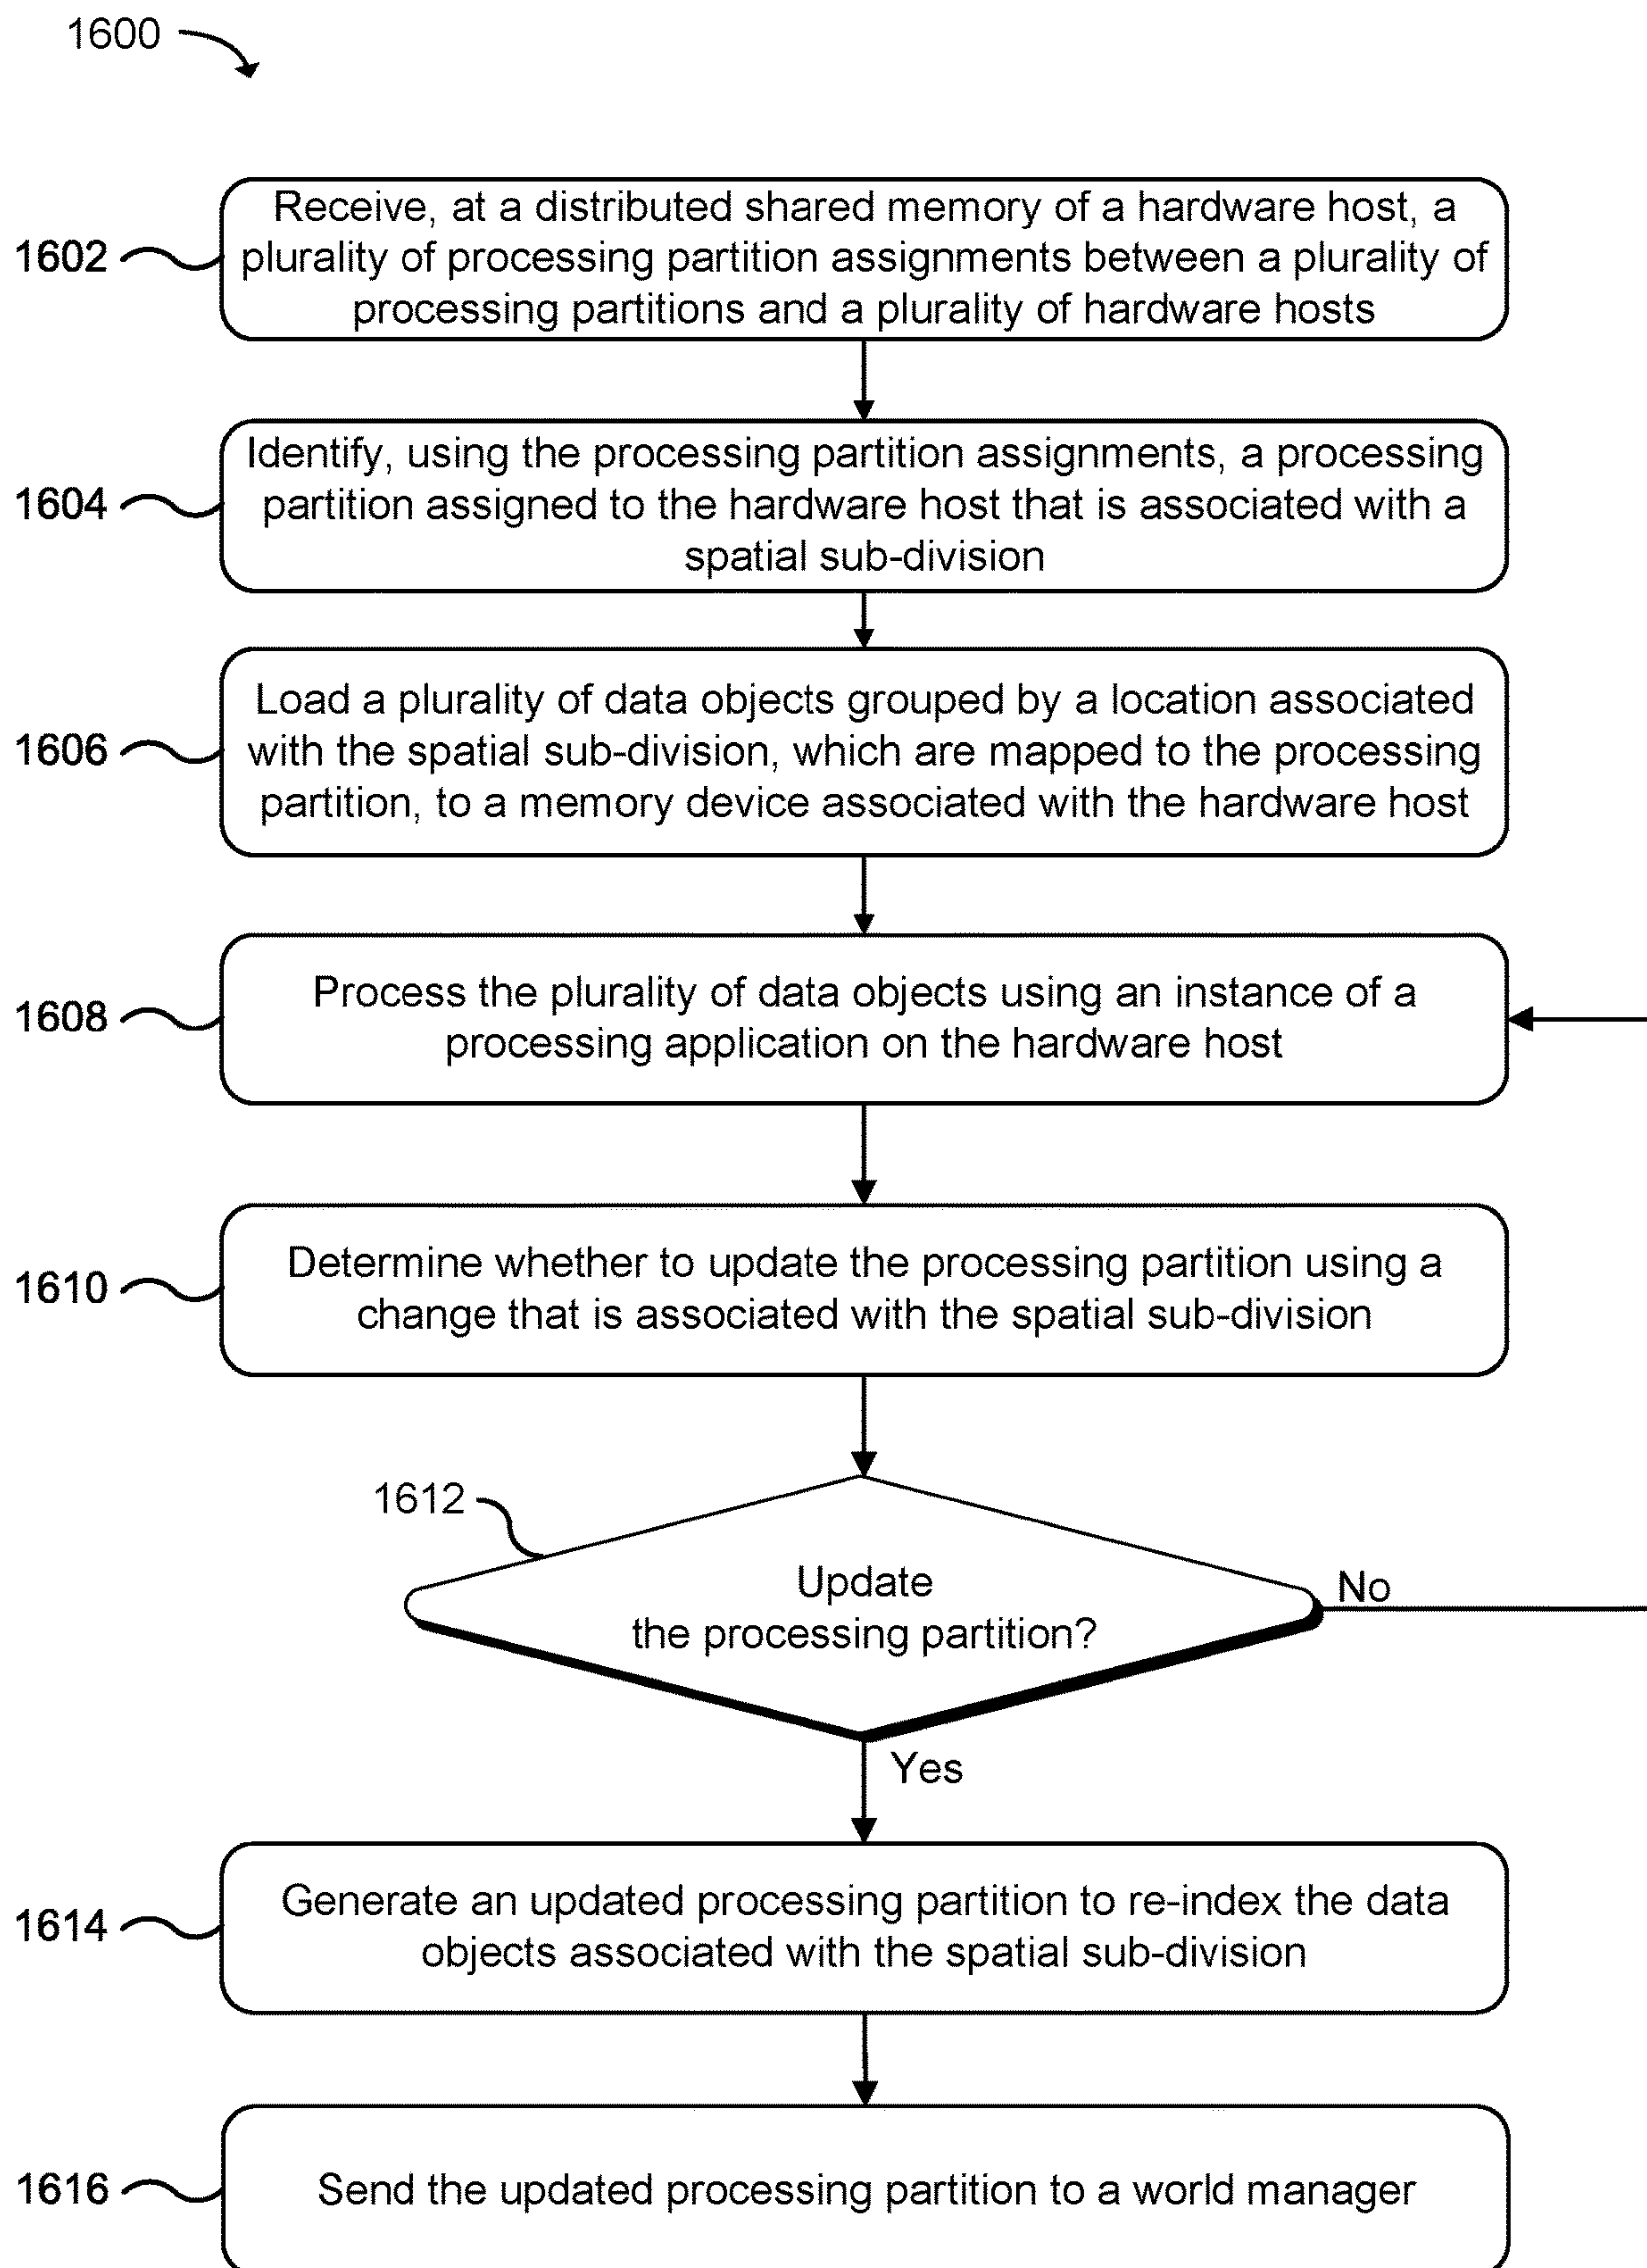 1600
1602
Receive, at a distributed shared memory of a hardware host, a
plurality of processing partition assignments between a plurality of
processing partitions and a plurality of hardware hosts
1604
Identify, using the processing partition assignments, a processing
partition assigned to the hardware host that is associated with a
spatial sub-division
1606
Load a plurality of data objects grouped by a location associated
with the spatial sub-division, which are mapped to the processing
partition, to a memory device associated with the hardware host
1608
Process the plurality of data objects using an instance of a
processing application on the hardware host
1610
Determine whether to update the processing partition using a
change that is associated with the spatial sub-division
1612
Update
the processing partition?
No
Yes
1614
Generate an updated processing partition to re-index the data
objects associated with the spatial sub-division
1616
Send the updated processing partition to a world manager